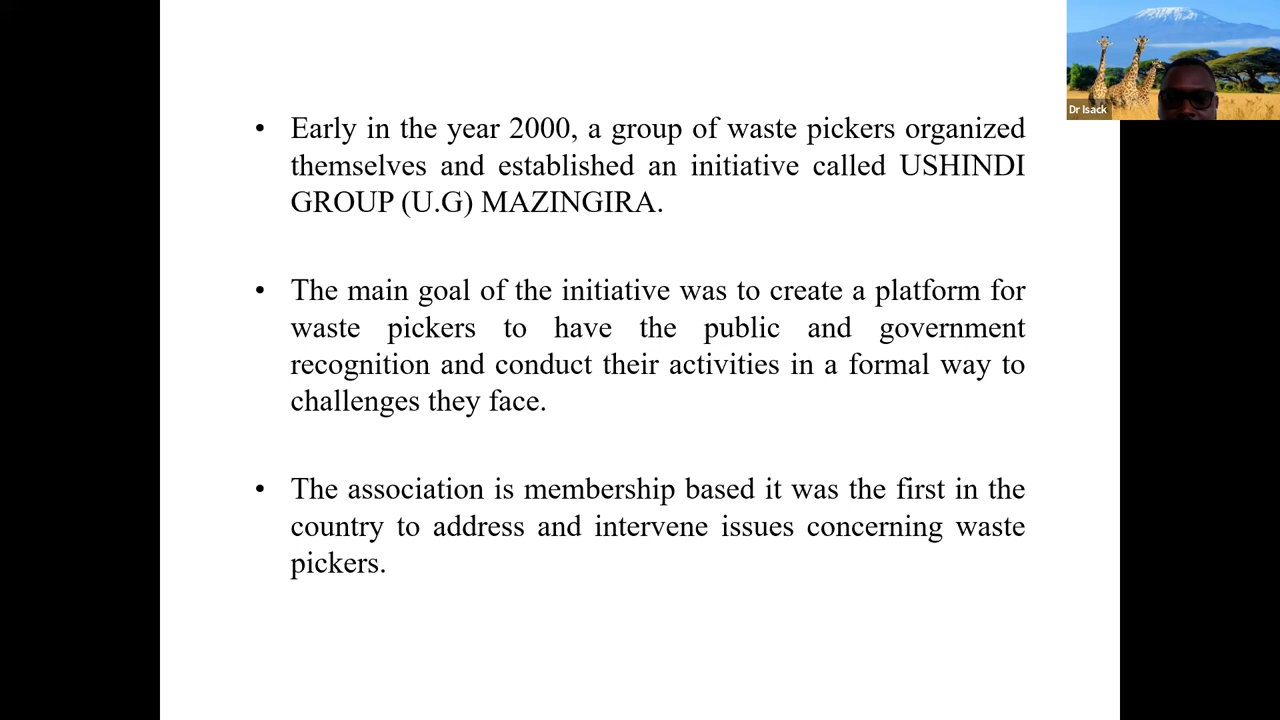 • Early in the year 2000, a group of waste pickers organized
themselves and established an initiative called USHINDI
GROUP (U.G) MAZINGIRA.
• The main goal of the initiative was to create a platform for
waste pickers to have the public and government
recognition and conduct their activities in a formal way to
challenges they face.
• The association is membership based it was the first in the
country to address and intervene issues concerning waste
pickers.
Dr Isack